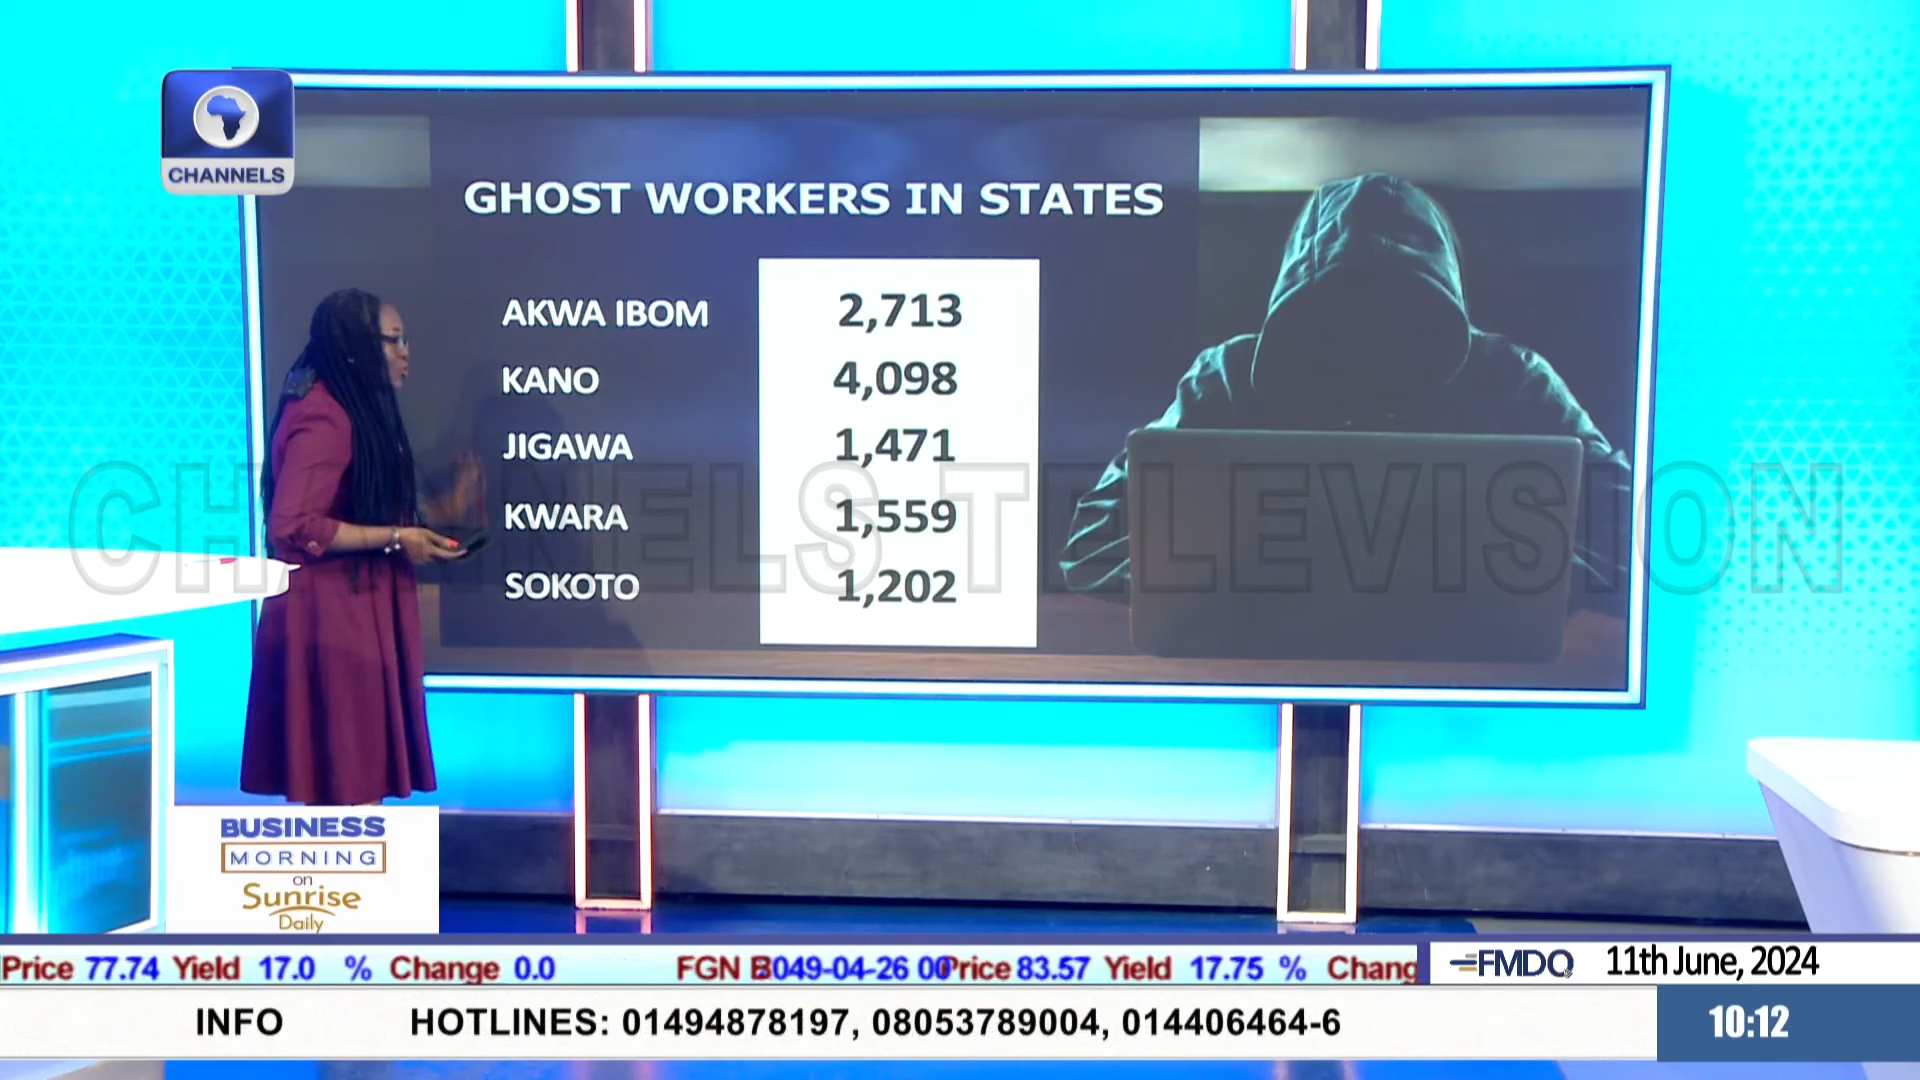 CHANNELS
GHOST WORKERS IN STATES
AKWA IBOM 2,713
KANO 4,098
JIGAWA 1,471
KWARA 1,559
SOKOTO 1,202
CHANNELS TELEVISION
BUSINESS
MORNING
on
Sunrise
Daily
Price 77.74 Yield 17.0 % Change 0.0 FGN 2049-04-26 Price 83.57 Yield 17.75 % Chang
FMDQ 11th June, 2024
INFO HOTLINES: 01494878197, 08053789004, 014406464-6
10:12